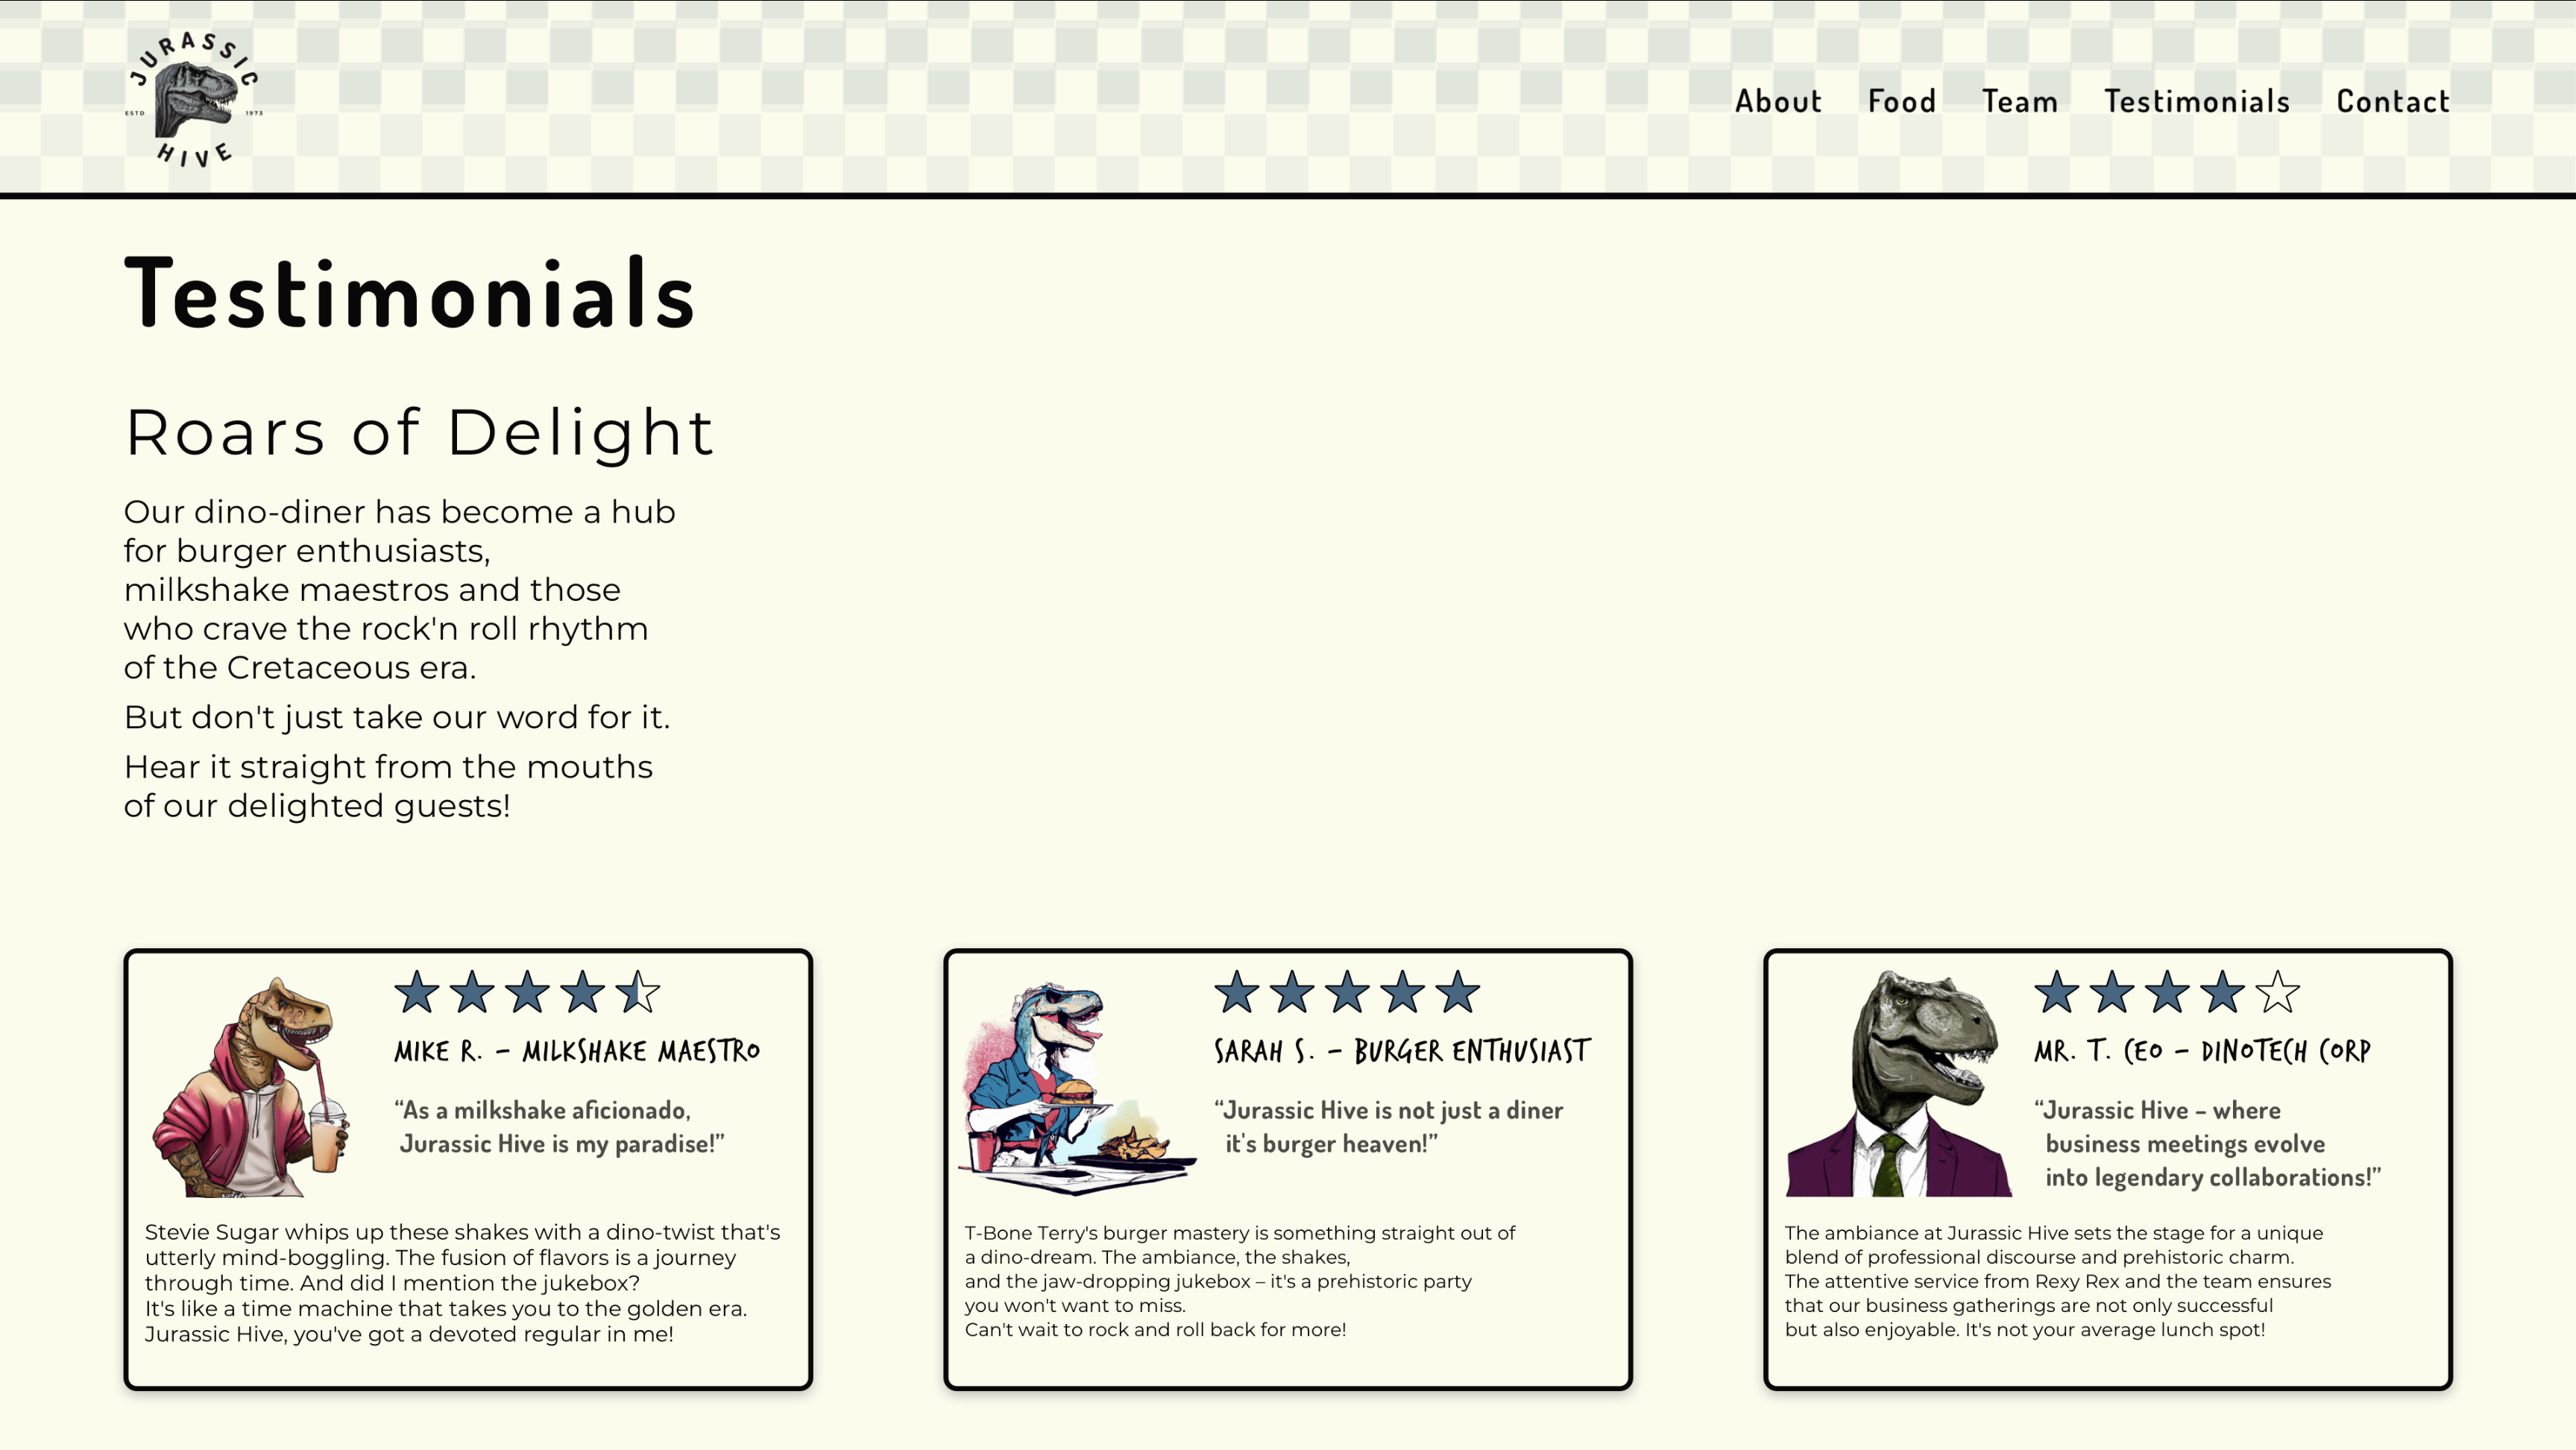 JURASSIC
ESTD 1973
HIVE
About Food Team Testimonials Contact
Testimonials
Roars of Delight
Our dino-diner has become a hub
for burger enthusiasts,
milkshake maestros and those
who crave the rock'n roll rhythm
of the Cretaceous era.
But don't just take our word for it.
Hear it straight from the mouths
of our delighted guests!
MIKE R. – MILKSHAKE MAESTRO
“As a milkshake aficionado,
Jurassic Hive is my paradise!”
Stevie Sugar whips up these shakes with a dino-twist that's
utterly mind-boggling. The fusion of flavors is a journey
through time. And did I mention the jukebox?
It's like a time machine that takes you to the golden era.
Jurassic Hive, you've got a devoted regular in me!
SARAH S. – BURGER ENTHUSIAST
“Jurassic Hive is not just a diner
it's burger heaven!”
T-Bone Terry's burger mastery is something straight out of
a dino-dream. The ambiance, the shakes,
and the jaw-dropping jukebox – it's a prehistoric party
you won't want to miss.
Can't wait to rock and roll back for more!
MR. T. CEO – DINOTECH CORP
“Jurassic Hive – where
business meetings evolve
into legendary collaborations!”
The ambiance at Jurassic Hive sets the stage for a unique
blend of professional discourse and prehistoric charm.
The attentive service from Rexy Rex and the team ensures
that our business gatherings are not only successful
but also enjoyable. It's not your average lunch spot!